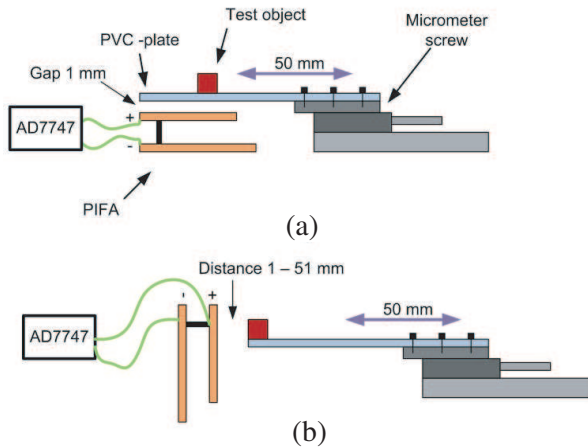 Test object
Micrometer
screw
PVC -plate
50 mm
Gap 1 mm
+
AD7747
-
PIFA
(a)
Distance 1 – 51 mm
- +
50 mm
AD7747
(b)